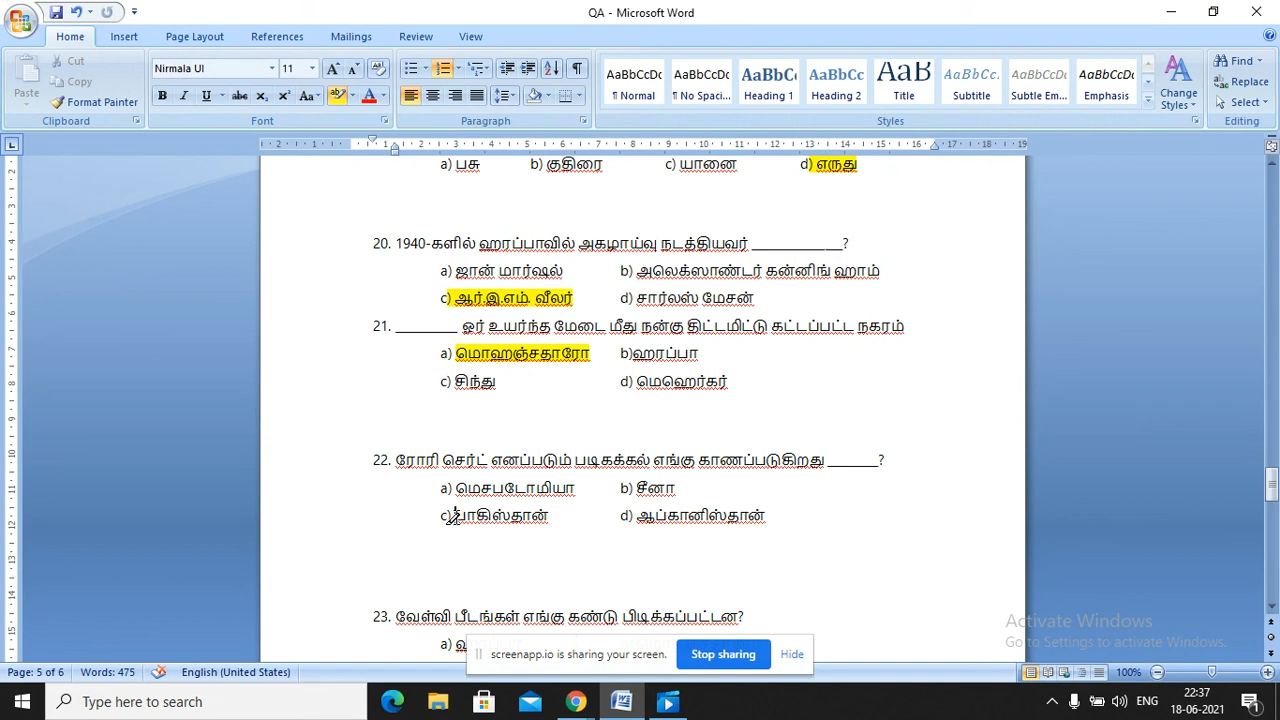 QA - Microsoft Word
Home Insert Page Layout References Mailings Review View
Paste
Cut
Copy
Format Painter
Clipboard
Nirmala UI 11
Font
Paragraph
AaBbCcDc AaBbCcDc AaBbC AaBbCc AaB AaBbCc. AaBbCcDc AaBbCcDc
¶ Normal ¶ No Spaci... Heading 1 Heading 2 Title Subtitle Subtle Em... Emphasis
Change Styles
Styles
Find
Replace
Select
Editing
a) பசு b) குதிரை c) யானை d) எருது
20. 1940-களில் ஹரப்பாவில் அகழாய்வு நடத்தியவர் _____________?
a) ஜான் மார்ஷல் b) அலெக்ஸாண்டர் கன்னிங் ஹாம்
c) ஆர்.இ.எம். வீலர் d) சார்லஸ் மேசன்
21. _________ ஓர் உயர்ந்த மேடை மீது நன்கு திட்டமிட்டு கட்டப்பட்ட நகரம்
a) மொஹஞ்சதாரோ b)ஹரப்பா
c) சிந்து d) மெஹெர்கர்
22. ரோரி செர்ட் எனப்படும் படிகக்கல் எங்கு காணப்படுகிறது _______?
a) மெசபடோமியா b) சீனா
c) பாகிஸ்தான் d) ஆப்கானிஸ்தான்
23. வேள்வி பீடங்கள் எங்கு கண்டு பிடிக்கப்பட்டன?
a)
screenapp.io is sharing your screen. Stop sharing Hide
Activate Windows
Go to Settings to activate Windows.
Page: 5 of 6 Words: 475 English (United States) 100%
Type here to search
ENG
22:37
18-06-2021